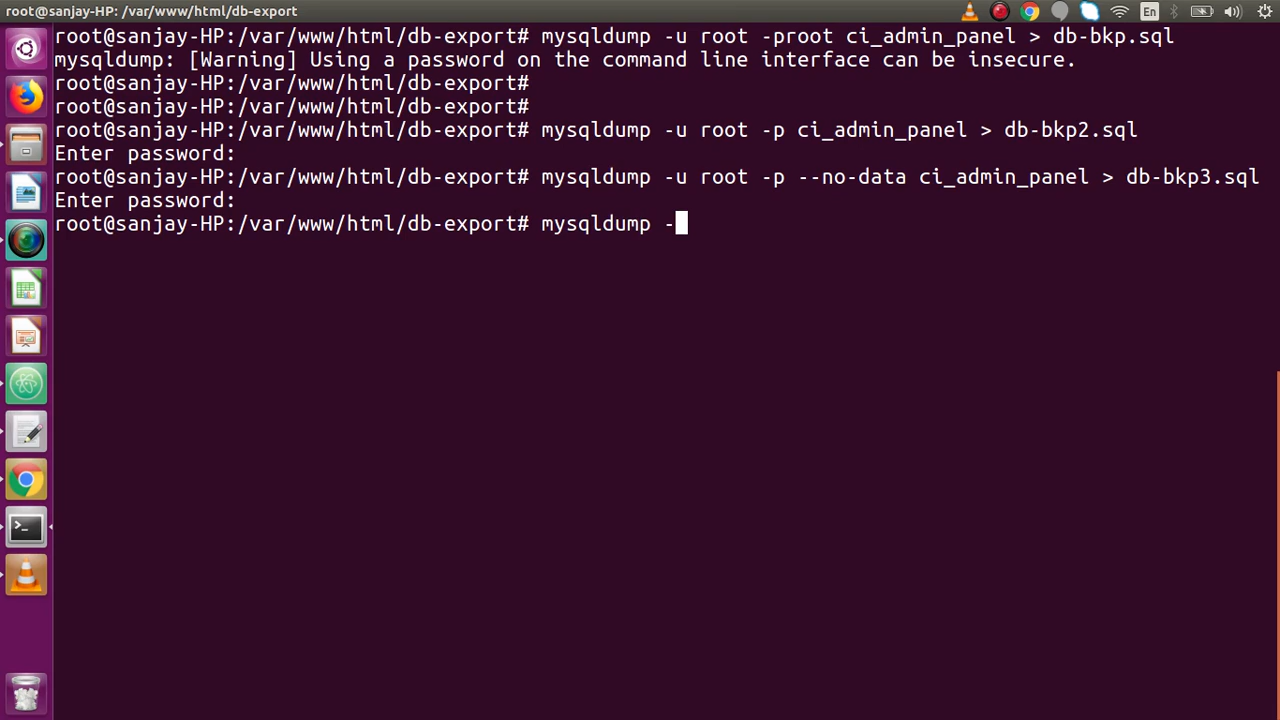 root@sanjay-HP: /var/www/html/db-export
En
root@sanjay-HP:/var/www/html/db-export# mysqldump -u root -proot ci_admin_panel > db-bkp.sql
mysqldump: [Warning] Using a password on the command line interface can be insecure.
root@sanjay-HP:/var/www/html/db-export#
root@sanjay-HP:/var/www/html/db-export#
root@sanjay-HP:/var/www/html/db-export# mysqldump -u root -p ci_admin_panel > db-bkp2.sql
Enter password:
root@sanjay-HP:/var/www/html/db-export# mysqldump -u root -p --no-data ci_admin_panel > db-bkp3.sql
Enter password:
root@sanjay-HP:/var/www/html/db-export# mysqldump -